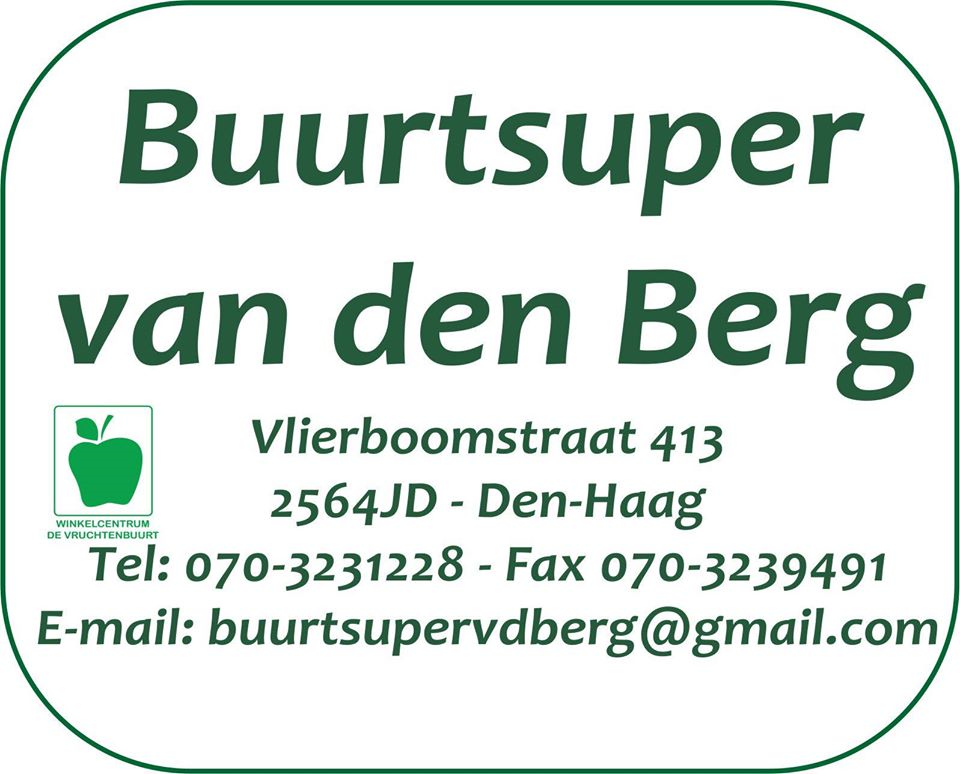 Buurtsuper
van den Berg
Vlierboomstraat 413
2564JD - Den-Haag
WINKELCENTRUM
DE VRUCHTENBUURT
Tel: 070-3231228 - Fax 070-3239491
E-mail: buurtsupervdberg@gmail.com